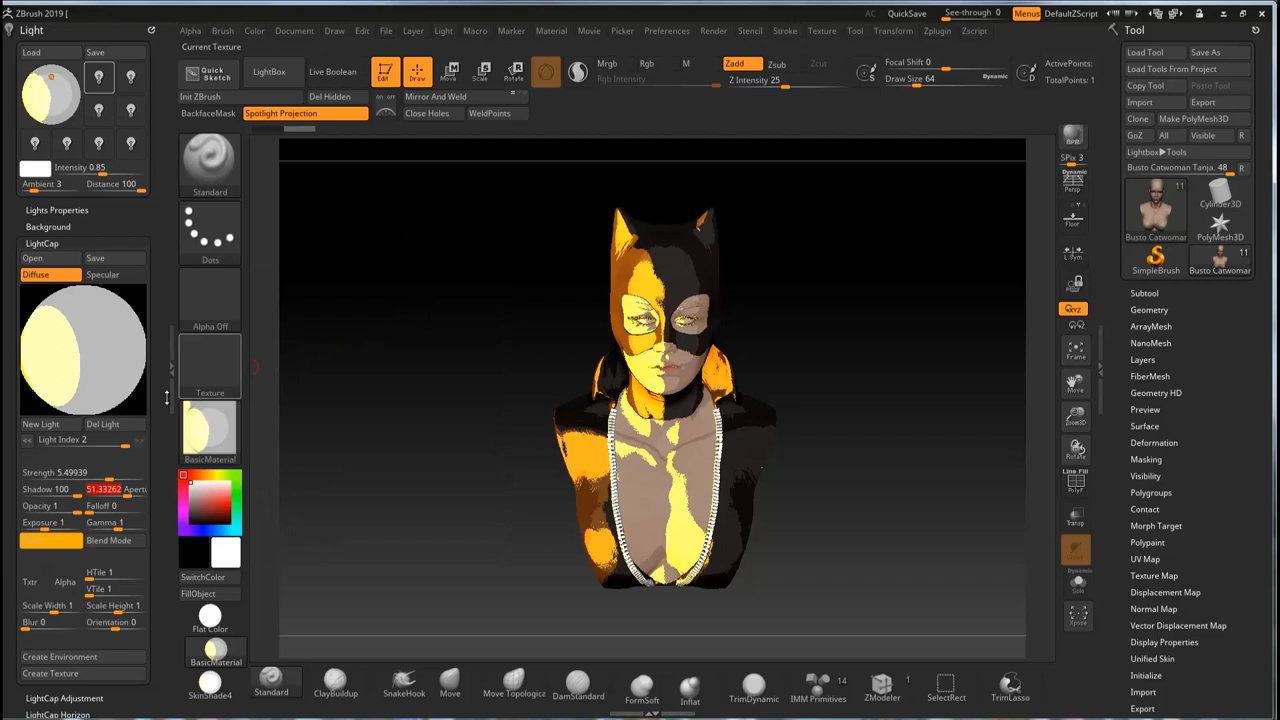 ZBrush 2019 [
AC QuickSave See-through 0 Menus DefaultZScript
Light
Alpha Brush Color Document Draw Edit File Layer Light Macro Marker Material Movie Picker Preferences Render Stencil Stroke Texture Tool Transform Zplugin Zscript
Tool
Current Texture
Load Save
Load Tool Save As
Load Tools From Project
Copy Tool Paste Tool
Import Export
Clone Make PolyMesh3D
GoZ All Visible R
Lightbox▶Tools
Busto Catwoman Tanja. 48 R
11
Busto Catwoman
Cylinder3D
PolyMesh3D
SimpleBrush
11
Busto Catwoman
Quick Sketch
LightBox
Live Boolean
Edit Draw Move Scale Rotate
Mrgb Rgb M
Rgb Intensity
Zadd Zsub
Z Intensity 25
Focal Shift 0
Draw Size 64
Dynamic
S
D
ActivePoints:
TotalPoints: 1
Init ZBrush Del Hidden on off Mirror And Weld
BackfaceMask Spotlight Projection Close Holes WeldPoints
Intensity 0.85
Ambient 3 Distance 100
Lights Properties
Background
LightCap
Open Save
Diffuse Specular
New Light Del Light
<< Light Index 2 >>
Strength 5.49939
Shadow 100 51.33262 Apertu
Opacity 1 Falloff 0
Exposure 1 Gamma 1
Blend Mode
Txtr Alpha HTile 1
VTile 1
Scale Width 1 Scale Height 1
Blur 0 Orientation 0
Create Environment
Create Texture
LightCap Adjustment
LightCap Horizon
Standard
Dots
Alpha Off
Texture
BasicMaterial
SwitchColor
FillObject
Flat Color
BasicMaterial
SkinShade4
BPR
SPix 3
Dynamic
Persp
Floor
L.Sym
XYZ
Frame
Move
Zoom3D
Rotate
Line Fill
PolyF
Transp
Dynamic
Solo
Xpose
Subtool
Geometry
ArrayMesh
NanoMesh
Layers
FiberMesh
Geometry HD
Preview
Surface
Deformation
Masking
Visibility
Polygroups
Contact
Morph Target
Polypaint
UV Map
Texture Map
Displacement Map
Normal Map
Vector Displacement Map
Display Properties
Unified Skin
Initialize
Import
Export
Standard ClayBuildup SnakeHook Move Move Topologica DamStandard FormSoft Inflat TrimDynamic IMM Primitives 14 ZModeler 1 SelectRect TrimLasso